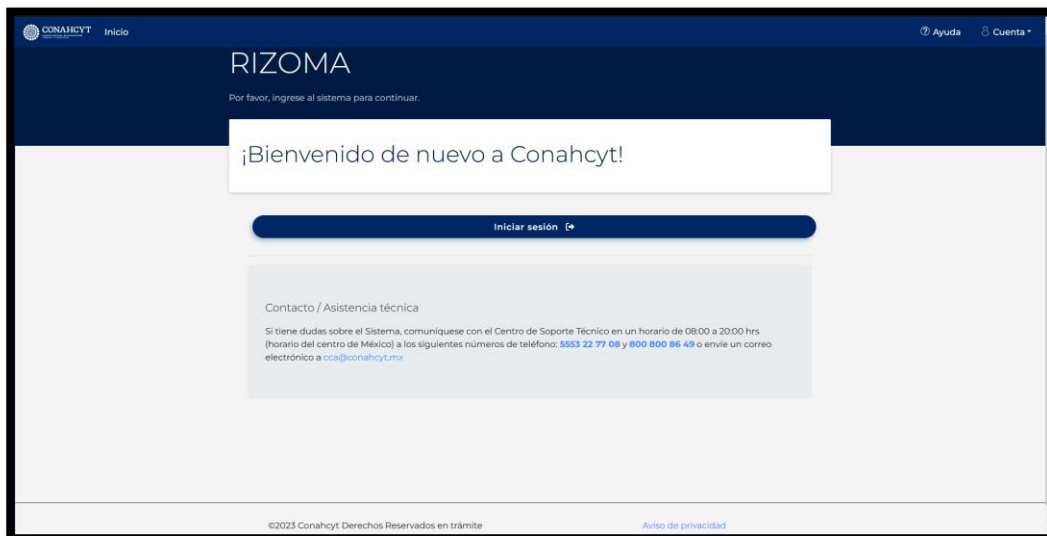 CONAHCYT Inicio Ayuda Cuenta
RIZOMA
Por favor, ingrese al sistema para continuar.
¡Bienvenido de nuevo a Conahcyt!
Iniciar sesión
Contacto / Asistencia técnica
Si tiene dudas sobre el Sistema, comuníquese con el Centro de Soporte Técnico en un horario de 08:00 a 20:00 hrs
(horario del centro de México) a los siguientes números de teléfono: 5553 22 77 08 y 800 800 86 49 o envíe un correo
electrónico a cca@conahcyt.mx
©2023 Conahcyt Derechos Reservados en trámite Aviso de privacidad